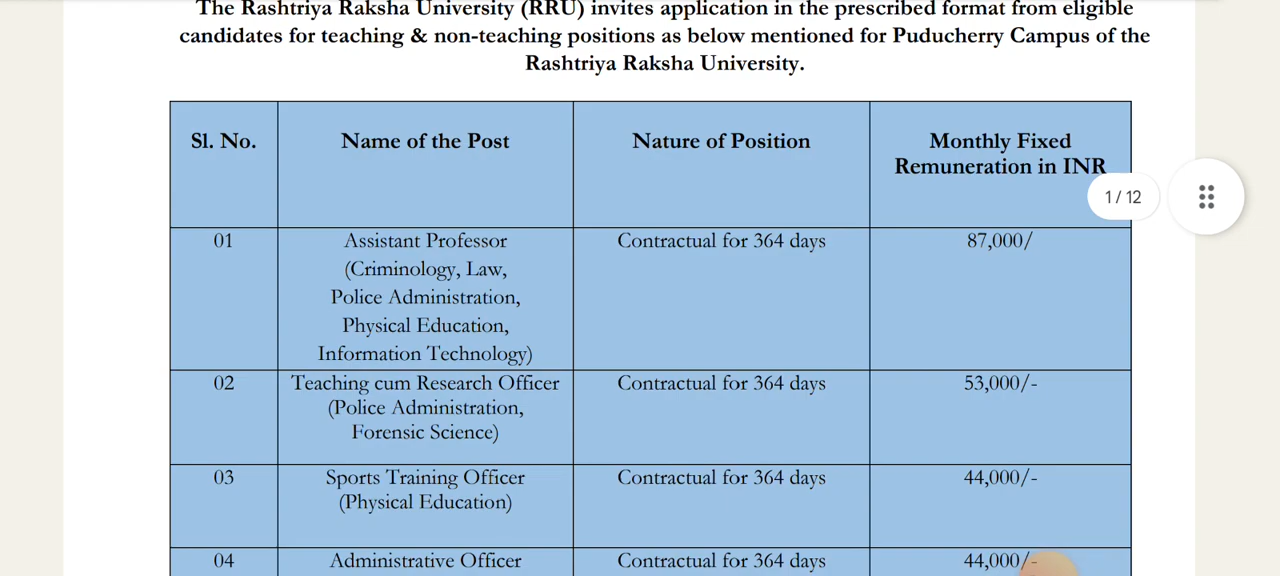 The Rashtriya Raksha University (RRU) invites application in the prescribed format from eligible
candidates for teaching & non-teaching positions as below mentioned for Puducherry Campus of the
Rashtriya Raksha University.
Sl. No.
Name of the Post
Nature of Position
Monthly Fixed
Remuneration in INR
1 / 12
01
Assistant Professor
(Criminology, Law,
Police Administration,
Physical Education,
Information Technology)
Contractual for 364 days
87,000/
02
Teaching cum Research Officer
(Police Administration,
Forensic Science)
Contractual for 364 days
53,000/-
03
Sports Training Officer
(Physical Education)
Contractual for 364 days
44,000/-
04
Administrative Officer
Contractual for 364 days
44,000/-